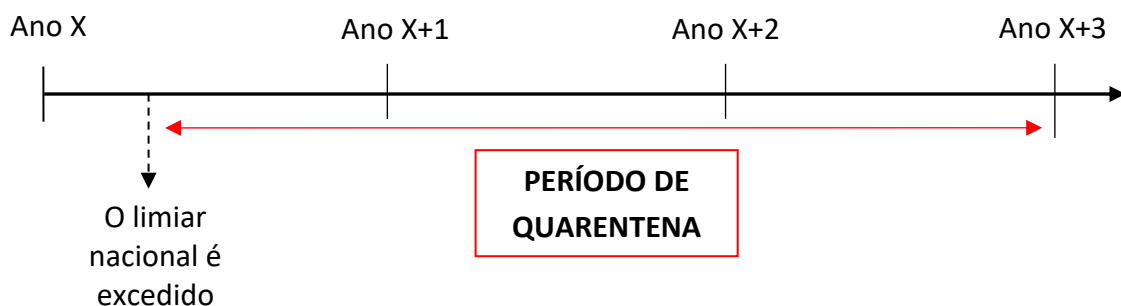 Ano X
Ano X+1
Ano X+2
Ano X+3
PERÍODO DE
QUARENTENA
O limiar
nacional é
excedido